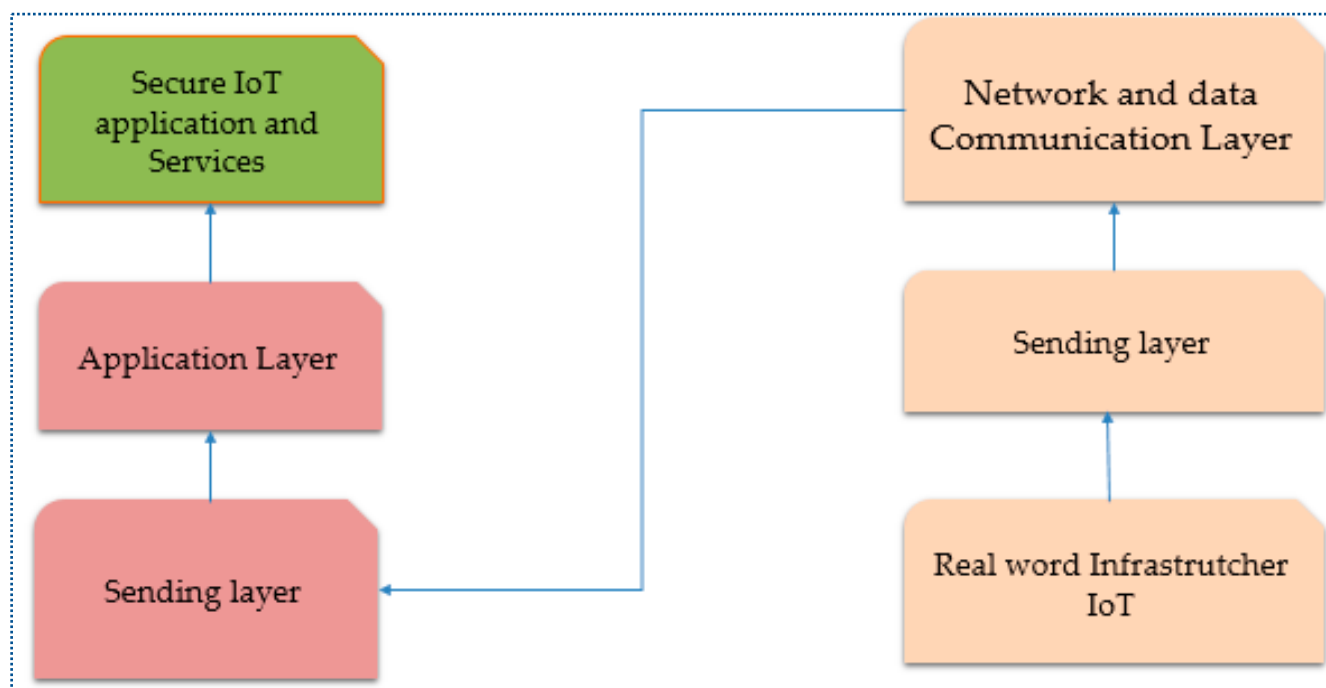 Secure IoT
application and
Services
Application Layer
Sending layer
Network and data
Communication Layer
Sending layer
Real word Infrastrutcher
IoT